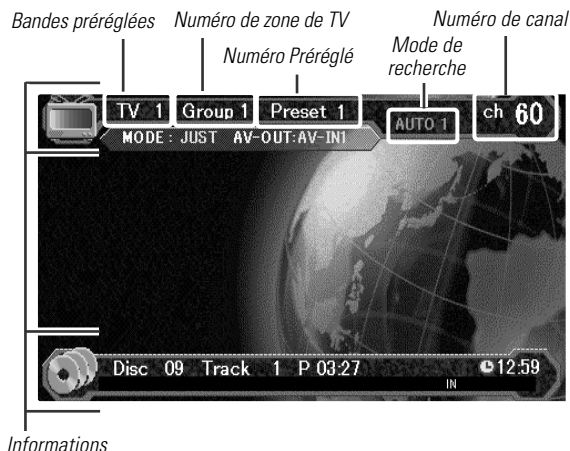 Bandes préréglées
Numéro de zone de TV
Numéro de canal
Numéro Préréglé
Mode de
recherche
TV 1 Group 1 Preset 1 AUTO 1 ch 60
MODE: JUST AV-OUT:AV-IN1
Disc 09 Track 1 P 03:27 12:59
IN
Informations